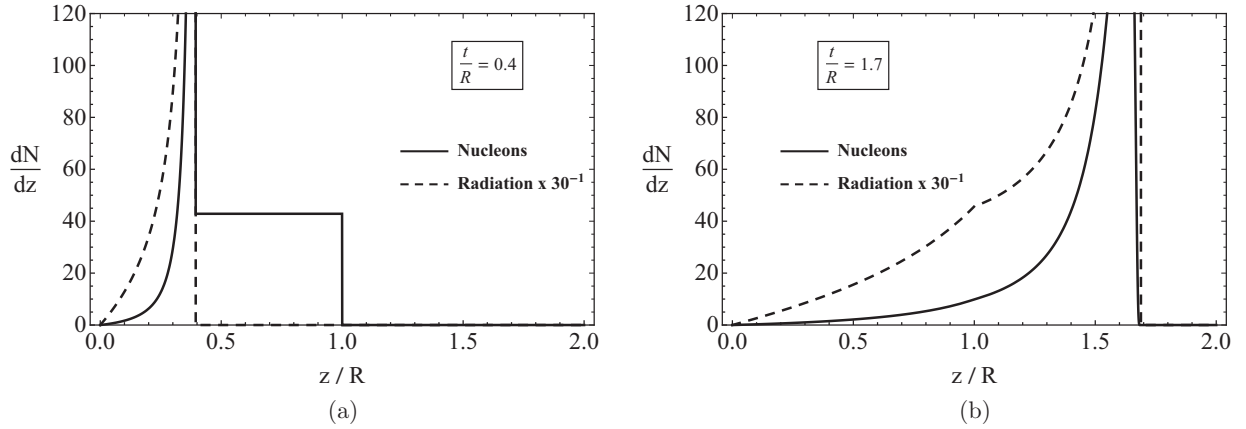 120
100
80
60
40
20
0
dN
dz
t
R
= 0.4
Nucleons
Radiation x 30⁻¹
0.0 0.5 1.0 1.5 2.0
z / R
(a)
120
100
80
60
40
20
0
dN
dz
t
R
= 1.7
Nucleons
Radiation x 30⁻¹
0.0 0.5 1.0 1.5 2.0
z / R
(b)